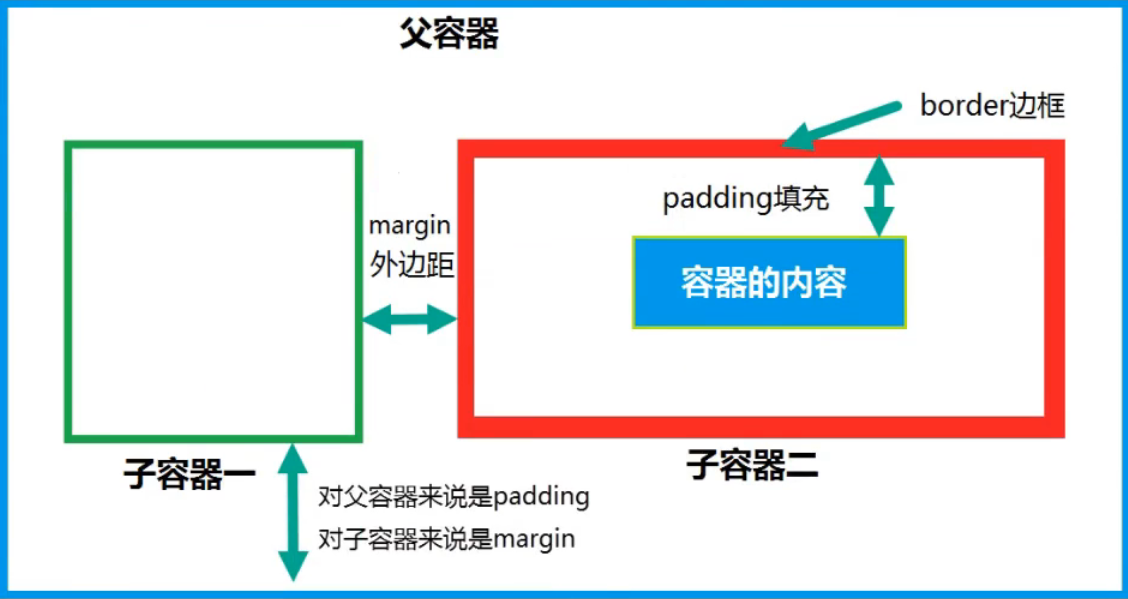 父容器
border边框
padding填充
margin
外边距
容器的内容
子容器一
子容器二
对父容器来说是padding
对子容器来说是margin